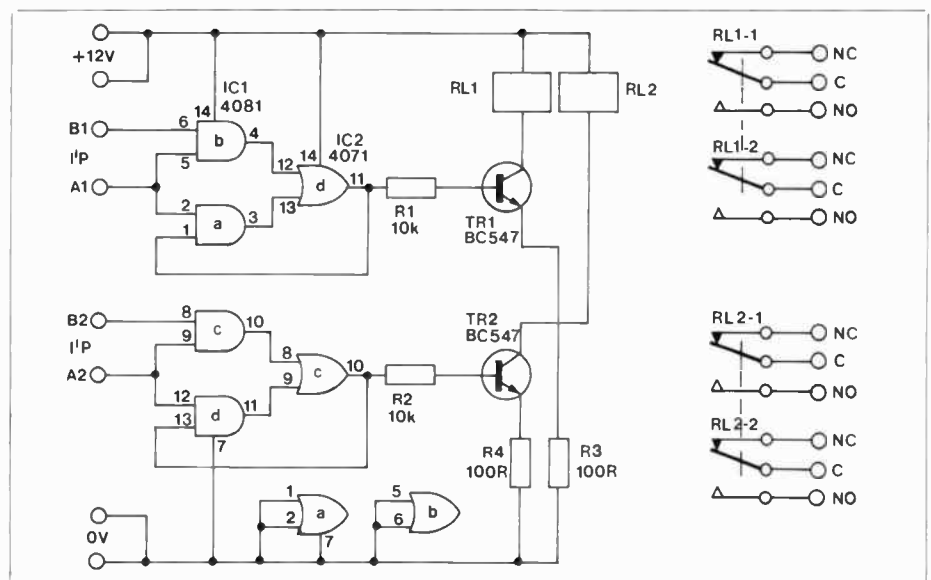 +12V
IC1
4081
14
B1
6
b
4
I'P
5
A1
IC2
4071
14
12
d
11
13
2
a
3
1
R1
10k
RL1
RL2
TR1
BC547
B2
8
c
10
I'P
9
A2
8
c
10
9
12
d
11
13
7
R2
10k
TR2
BC547
R4
100R
R3
100R
0V
1
a
2
7
5
b
6
RL1-1
NC
C
NO
RL1-2
NC
C
NO
RL2-1
NC
C
NO
RL2-2
NC
C
NO